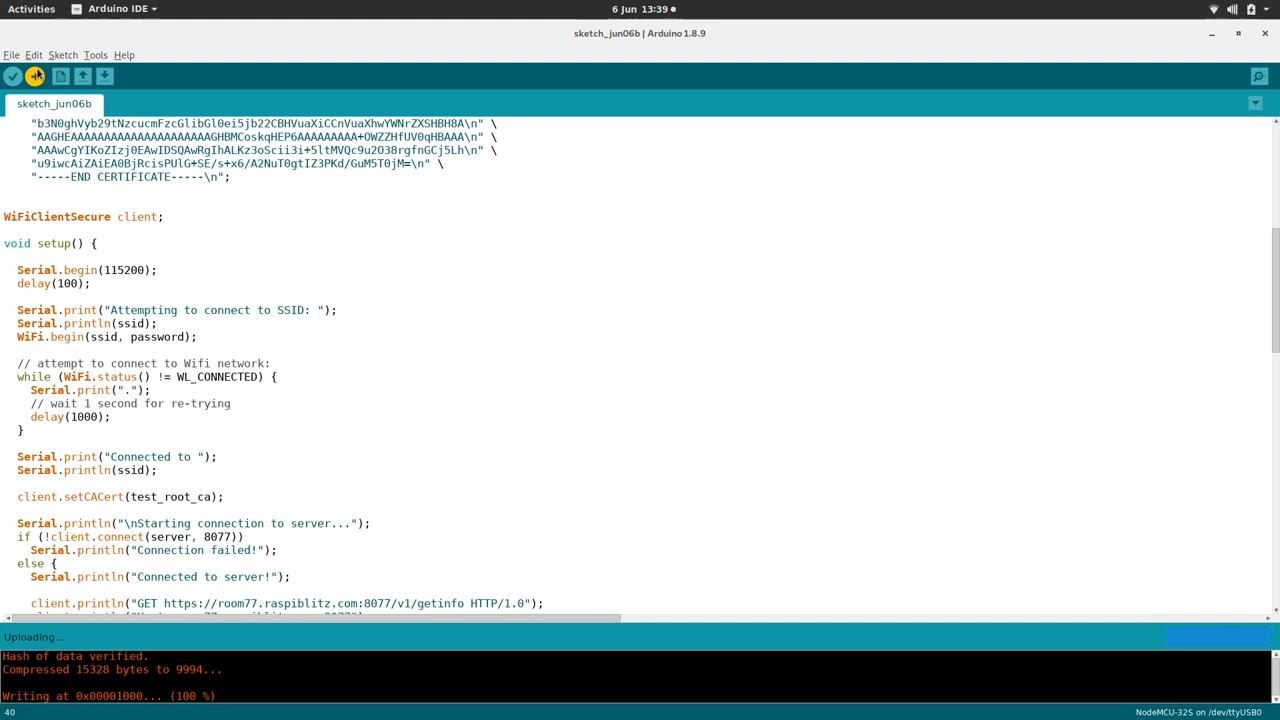 Activities
Arduino IDE
6 Jun 13:39
sketch_jun06b | Arduino 1.8.9
File Edit Sketch Tools Help
sketch_jun06b
"b3N0ghVyb29tNzcucmFzcGlibGl0ei5jb22CBHVuaXiCCnVuaXhwYWNrZXSHBH8A\n" \
"AAGHEAAAAAAAAAAAAAAAAAAAAAGHBMCoskqHEP6AAAAAAAAA+OWZZHfUV0qHBAAA\n" \
"AAAwCgYIKoZIzj0EAwIDSQAwRgIhALKz3oScii3i+5ltMVQc9u2O38rgfnGCj5Lh\n" \
"u9iwcAiZAiEA0BjRcisPUlG+SE/s+x6/A2NuT0gtIZ3PKd/GuM5T0jM=\n" \
"-----END CERTIFICATE-----\n";
WiFiClientSecure client;
void setup() {
Serial.begin(115200);
delay(100);
Serial.print("Attempting to connect to SSID: ");
Serial.println(ssid);
WiFi.begin(ssid, password);
// attempt to connect to Wifi network:
while (WiFi.status() != WL_CONNECTED) {
Serial.print(".");
// wait 1 second for re-trying
delay(1000);
}
Serial.print("Connected to ");
Serial.println(ssid);
client.setCACert(test_root_ca);
Serial.println("\nStarting connection to server...");
if (!client.connect(server, 8077))
Serial.println("Connection failed!");
else {
Serial.println("Connected to server!");
client.println("GET https://room77.raspiblitz.com:8077/v1/getinfo HTTP/1.0");
Uploading...
Hash of data verified.
Compressed 15328 bytes to 9994...
Writing at 0x00001000... (100 %)
40
NodeMCU-32S on /dev/ttyUSB0